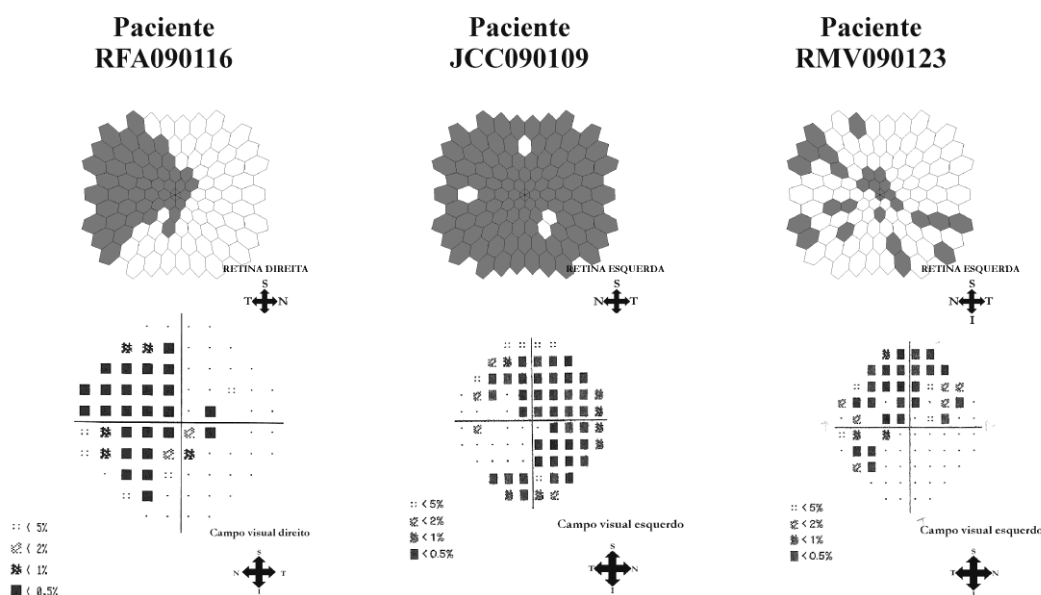 Paciente
RFA090116
Paciente
JCC090109
Paciente
RMV090123
RETINA DIREITA
S
T N
RETINA ESQUERDA
S
N T
RETINA ESQUERDA
S
N T
I
Campo visual direito
< 5%
< 2%
< 1%
< 0.5%
S
N T
I
Campo visual esquerdo
< 5%
< 2%
< 1%
< 0.5%
S
T N
I
Campo visual esquerdo
< 5%
< 2%
< 1%
< 0.5%
S
T N
I